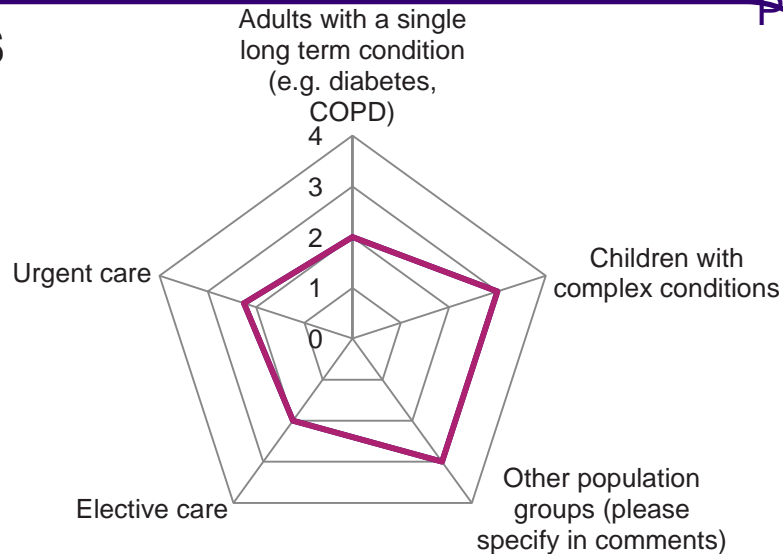 Adults with a single
long term condition
(e.g. diabetes,
COPD)
4
3
2
1
0
Children with
complex conditions
Other population
groups (please
specify in comments)
Elective care
Urgent care